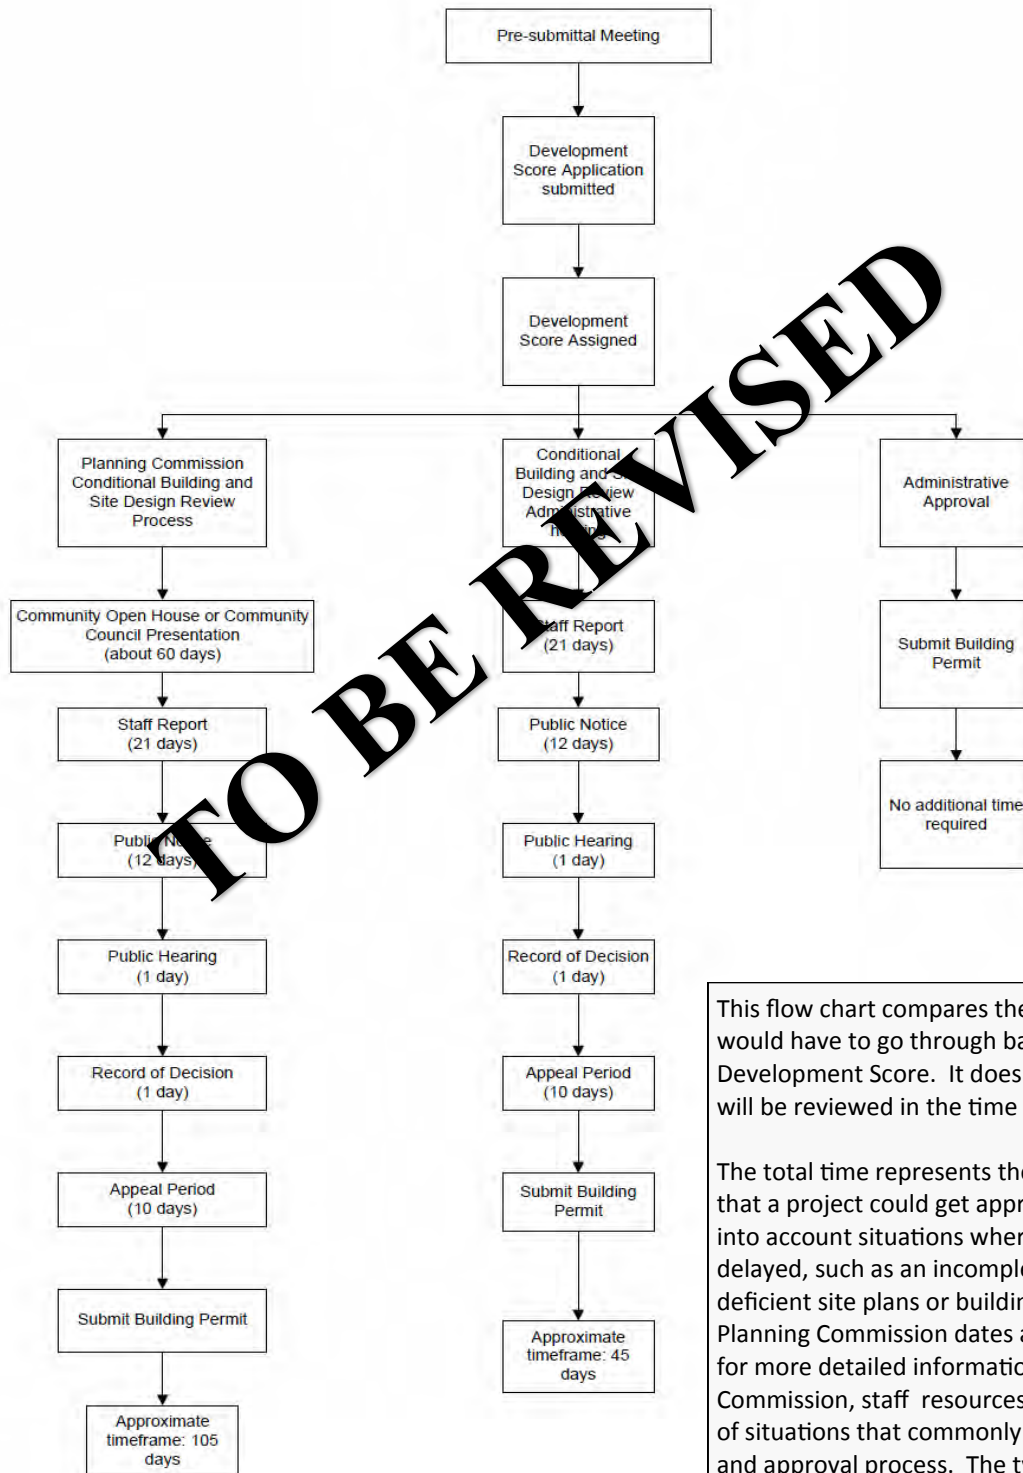 Pre-submittal Meeting
Development
Score Application
submitted
Development
Score Assigned
Planning Commission
Conditional Building and
Site Design Review
Process
Community Open House or Community
Council Presentation
(about 60 days)
Staff Report
(21 days)
Public
(12 days)
Public Hearing
(1 day)
Record of Decision
(1 day)
Appeal Period
(10 days)
Submit Building Permit
Approximate
timeframe: 105
days
Conditional
Building and
Design Review
Administrative
Staff Report
(21 days)
Public Notice
(12 days)
Public Hearing
(1 day)
Record of Decision
(1 day)
Appeal Period
(10 days)
Submit Building
Permit
Approximate
timeframe: 45
days
Administrative
Approval
Submit Building
Permit
No additional time
required
TO BE REVISED
This flow chart compares the
would have to go through ba
Development Score. It does
will be reviewed in the time
The total time represents the
that a project could get appr
into account situations wher
delayed, such as an incomple
deficient site plans or buildin
Planning Commission dates a
for more detailed informatio
Commission, staff resources
of situations that commonly
and approval process. The ty